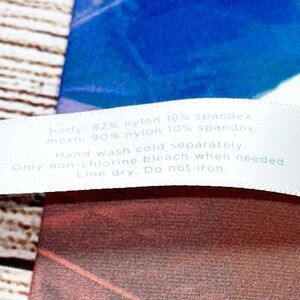 body: 82% nylon 18% spandex
mesh: 90% nylon 10% spandex
Hand wash cold separately.
Only non-chlorine bleach when needed
Line dry. Do not iron.